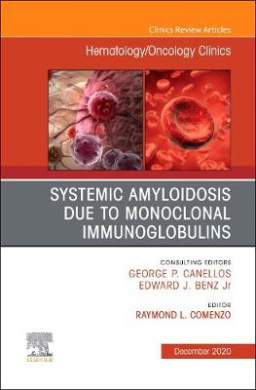 Clinics Review Articles
Hematology/Oncology Clinics
SYSTEMIC AMYLOIDOSIS
DUE TO MONOCLONAL
IMMUNOGLOBULINS
CONSULTING EDITORS
GEORGE P. CANELLOS
EDWARD J. BENZ Jr
EDITOR
RAYMOND L. COMENZO
ELSEVIER
December 2020